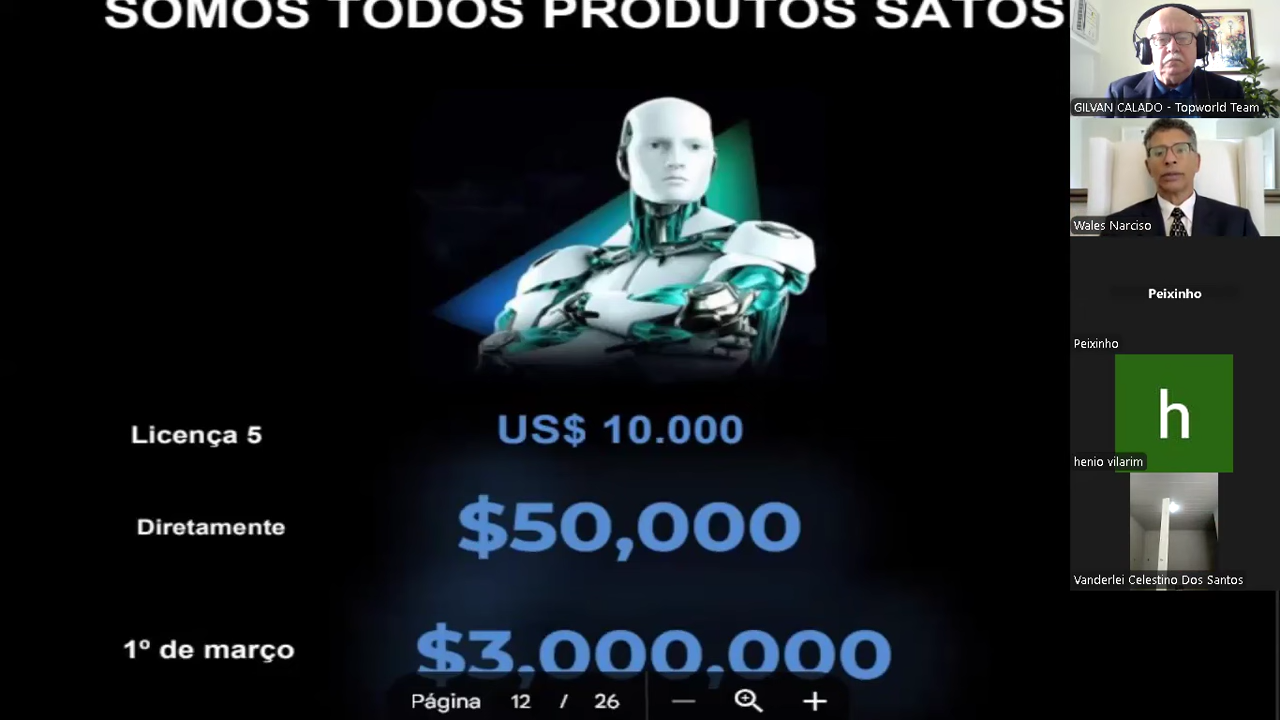 SOMOS TODOS PRODUTOS SATOS
Licença 5
US$ 10.000
Diretamente
$50,000
1º de março
$3,000,000
Página 12 / 26
GILVAN CALADO - Topworld Team
Wales Narciso
Peixinho
Peixinho
h
henio vilarim
Vanderlei Celestino Dos Santos